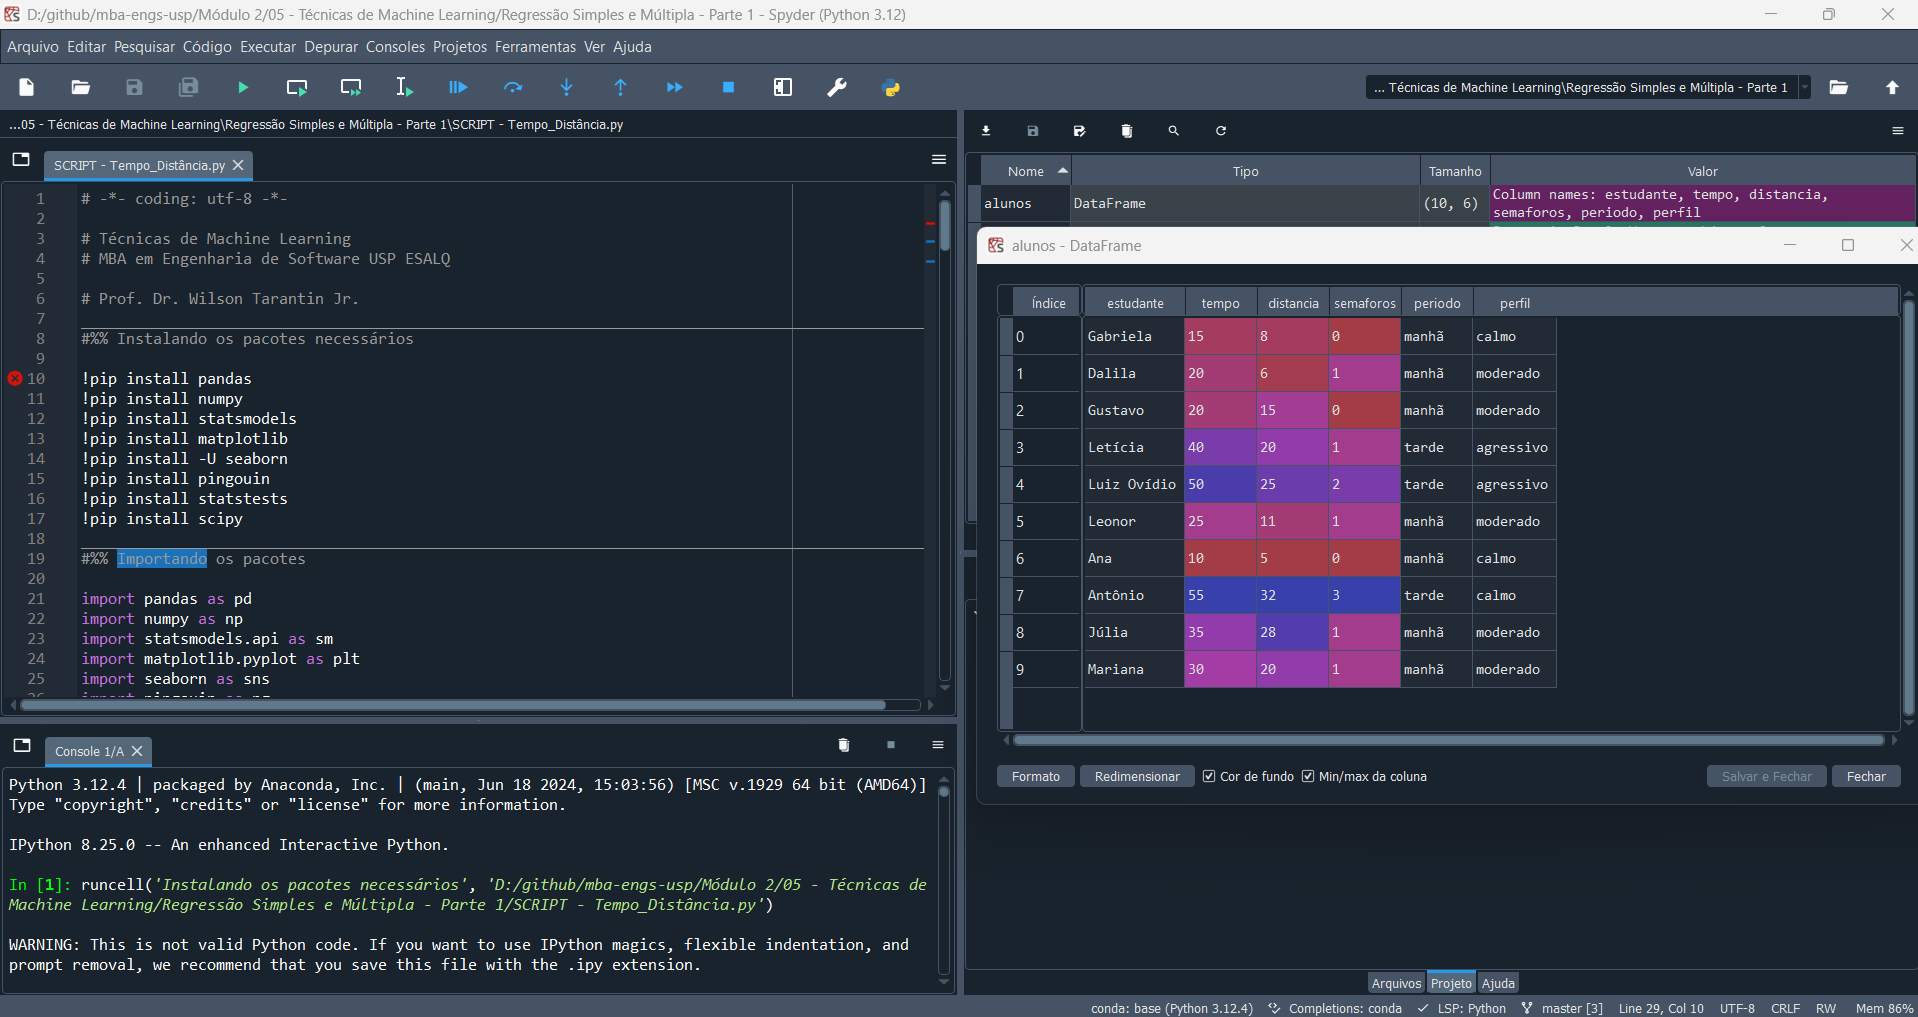 D:/github/mba-engs-usp/Módulo 2/05 - Técnicas de Machine Learning/Regressão Simples e Múltipla - Parte 1 - Spyder (Python 3.12)
Arquivo Editar Pesquisar Código Executar Depurar Consoles Projetos Ferramentas Ver Ajuda
... Técnicas de Machine Learning\Regressão Simples e Múltipla - Parte 1
...05 - Técnicas de Machine Learning\Regressão Simples e Múltipla - Parte 1\SCRIPT - Tempo_Distância.py
SCRIPT - Tempo_Distância.py
1 # -*- coding: utf-8 -*-
2
3 # Técnicas de Machine Learning
4 # MBA em Engenharia de Software USP ESALQ
5
6 # Prof. Dr. Wilson Tarantin Jr.
7
8 #%% Instalando os pacotes necessários
9
10 !pip install pandas
11 !pip install numpy
12 !pip install statsmodels
13 !pip install matplotlib
14 !pip install -U seaborn
15 !pip install pingouin
16 !pip install statstests
17 !pip install scipy
18
19 #%% Importando os pacotes
20
21 import pandas as pd
22 import numpy as np
23 import statsmodels.api as sm
24 import matplotlib.pyplot as plt
25 import seaborn as sns
Console 1/A
Python 3.12.4 | packaged by Anaconda, Inc. | (main, Jun 18 2024, 15:03:56) [MSC v.1929 64 bit (AMD64)]
Type "copyright", "credits" or "license" for more information.
IPython 8.25.0 -- An enhanced Interactive Python.
In [1]: runcell('Instalando os pacotes necessários', 'D:/github/mba-engs-usp/Módulo 2/05 - Técnicas de
Machine Learning/Regressão Simples e Múltipla - Parte 1/SCRIPT - Tempo_Distância.py')
WARNING: This is not valid Python code. If you want to use IPython magics, flexible indentation, and
prompt removal, we recommend that you save this file with the .ipy extension.
Nome Tipo Tamanho Valor
alunos DataFrame (10, 6) Column names: estudante, tempo, distancia,
semaforos, periodo, perfil
alunos - DataFrame
Índice estudante tempo distancia semaforos periodo perfil
0 Gabriela 15 8 0 manhã calmo
1 Dalila 20 6 1 manhã moderado
2 Gustavo 20 15 0 manhã moderado
3 Letícia 40 20 1 tarde agressivo
4 Luiz Ovídio 50 25 2 tarde agressivo
5 Leonor 25 11 1 manhã moderado
6 Ana 10 5 0 manhã calmo
7 Antônio 55 32 3 tarde calmo
8 Júlia 35 28 1 manhã moderado
9 Mariana 30 20 1 manhã moderado
Formato Redimensionar Cor de fundo Min/max da coluna Salvar e Fechar Fechar
Arquivos Projeto Ajuda
conda: base (Python 3.12.4) Completions: conda LSP: Python master [3] Line 29, Col 10 UTF-8 CRLF RW Mem 86%